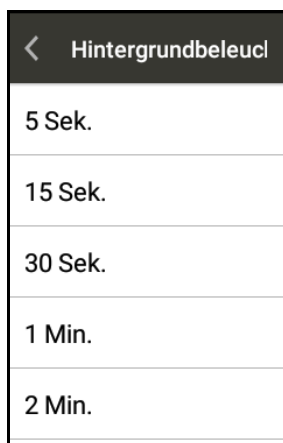 Hintergrundbeleucl
5 Sek.
15 Sek.
30 Sek.
1 Min.
2 Min.